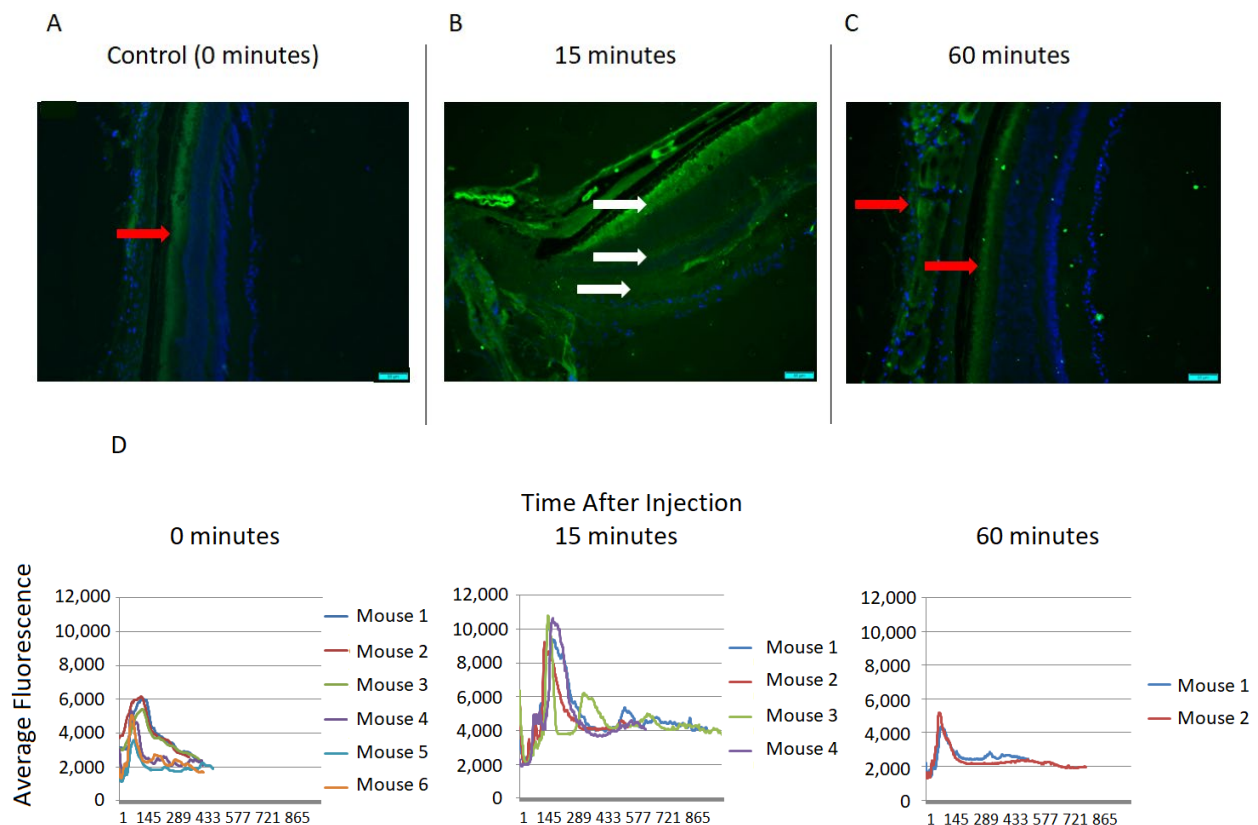 A
Control (0 minutes)
B
15 minutes
C
60 minutes
D
Time After Injection
0 minutes
15 minutes
60 minutes
Average Fluorescence
12,000
10,000
8,000
6,000
4,000
2,000
0
1 145 289 433 577 721 865
Mouse 1
Mouse 2
Mouse 3
Mouse 4
Mouse 5
Mouse 6
12,000
10,000
8,000
6,000
4,000
2,000
0
1 145 289 433 577 721 865
Mouse 1
Mouse 2
Mouse 3
Mouse 4
12,000
10,000
8,000
6,000
4,000
2,000
0
1 145 289 433 577 721 865
Mouse 1
Mouse 2